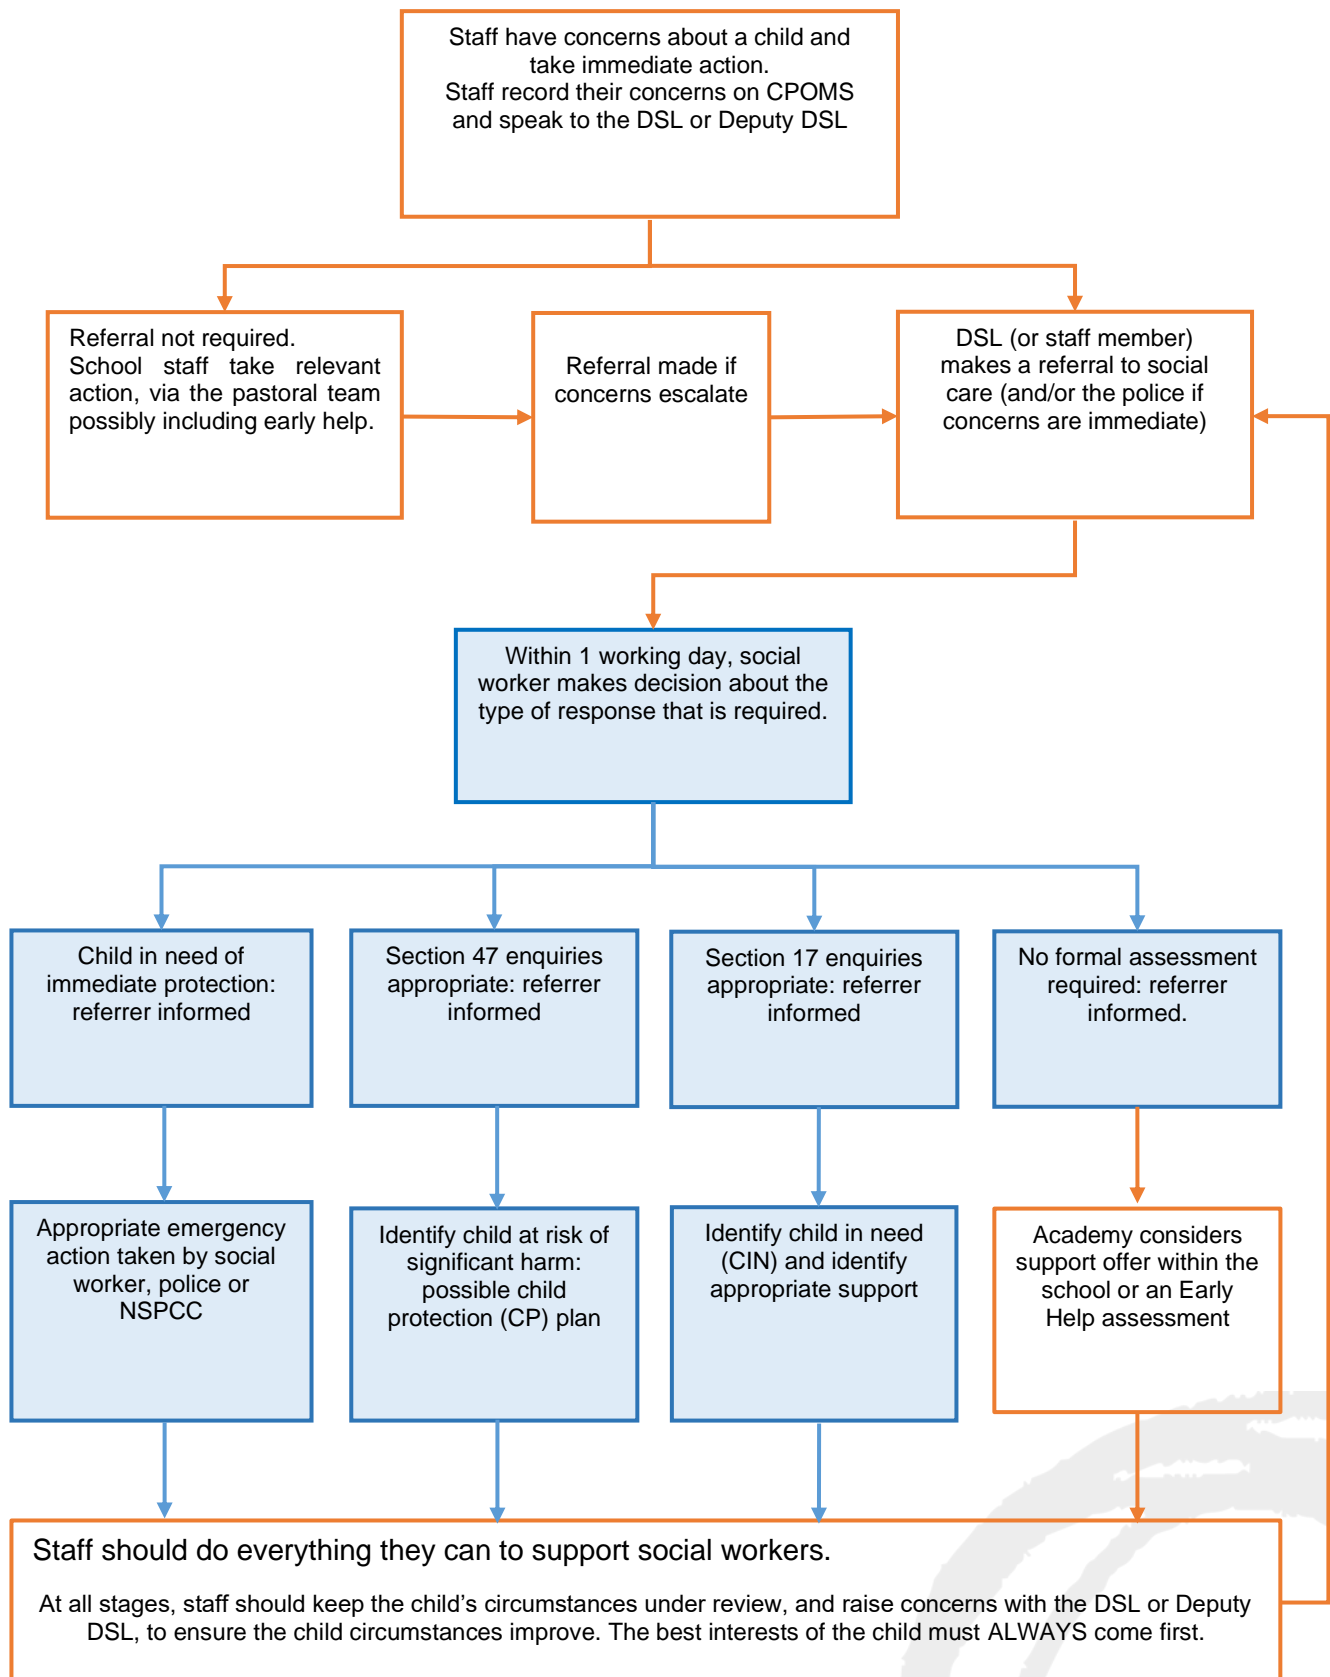 Staff have concerns about a child and
take immediate action.
Staff record their concerns on CPOMS
and speak to the DSL or Deputy DSL
Referral not required.
School staff take relevant
action, via the pastoral team
possibly including early help.
Referral made if
concerns escalate
DSL (or staff member)
makes a referral to social
care (and/or the police if
concerns are immediate)
Within 1 working day, social
worker makes decision about the
type of response that is required.
Child in need of
immediate protection:
referrer informed
Section 47 enquiries
appropriate: referrer
informed
Section 17 enquiries
appropriate: referrer
informed
No formal assessment
required: referrer
informed.
Appropriate emergency
action taken by social
worker, police or
NSPCC
Identify child at risk of
significant harm:
possible child
protection (CP) plan
Identify child in need
(CIN) and identify
appropriate support
Academy considers
support offer within the
school or an Early
Help assessment
Staff should do everything they can to support social workers.
At all stages, staff should keep the child’s circumstances under review, and raise concerns with the DSL or Deputy
DSL, to ensure the child circumstances improve. The best interests of the child must ALWAYS come first.